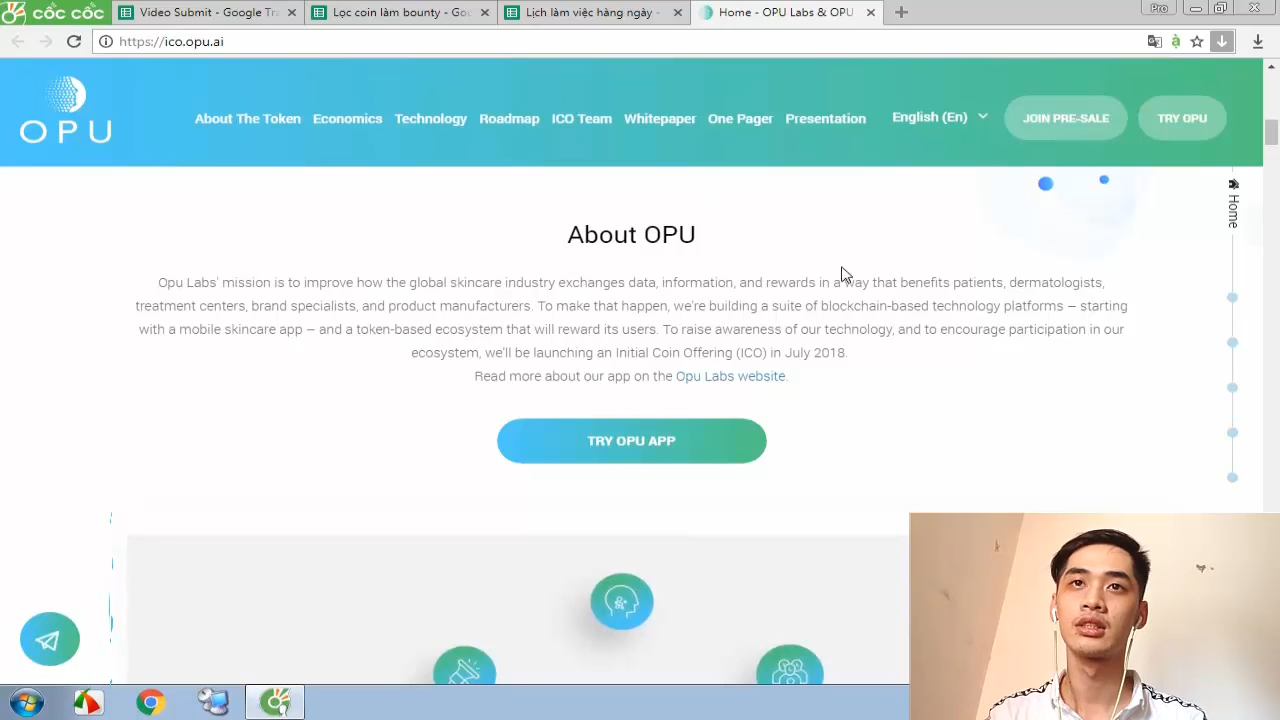 cốc cốc
Video Submit - Google Tra
Lọc coin làm bounty - Goo
Lịch làm việc hàng ngày -
Home - OPU Labs & OPU
Pro
https://ico.opu.ai
OPU
About The Token
Economics
Technology
Roadmap
ICO Team
Whitepaper
One Pager
Presentation
English (En)
JOIN PRE-SALE
TRY OPU
Home
About OPU
Opu Labs' mission is to improve how the global skincare industry exchanges data, information, and rewards in a way that benefits patients, dermatologists,
treatment centers, brand specialists, and product manufacturers. To make that happen, we're building a suite of blockchain-based technology platforms – starting
with a mobile skincare app – and a token-based ecosystem that will reward its users. To raise awareness of our technology, and to encourage participation in our
ecosystem, we'll be launching an Initial Coin Offering (ICO) in July 2018.
Read more about our app on the Opu Labs website.
TRY OPU APP